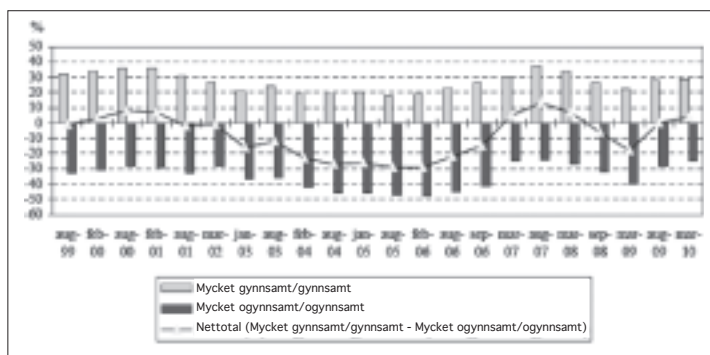 %
50
40
30
20
10
0
-10
-20
-30
-40
-50
-60
aug- feb- aug- feb- aug- mar- jan- aug- feb- aug- jan- aug- feb- aug- sep- mar- aug- mar- sep- mar- aug- mar-
99 00 00 01 01 02 03 03 04 04 05 05 06 06 06 07 07 08 08 09 09 10
Mycket gynnsamt/gynnsamt
Mycket ogynnsamt/ogynnsamt
Nettotal (Mycket gynnsamt/gynnsamt - Mycket ogynnsamt/ogynnsamt)